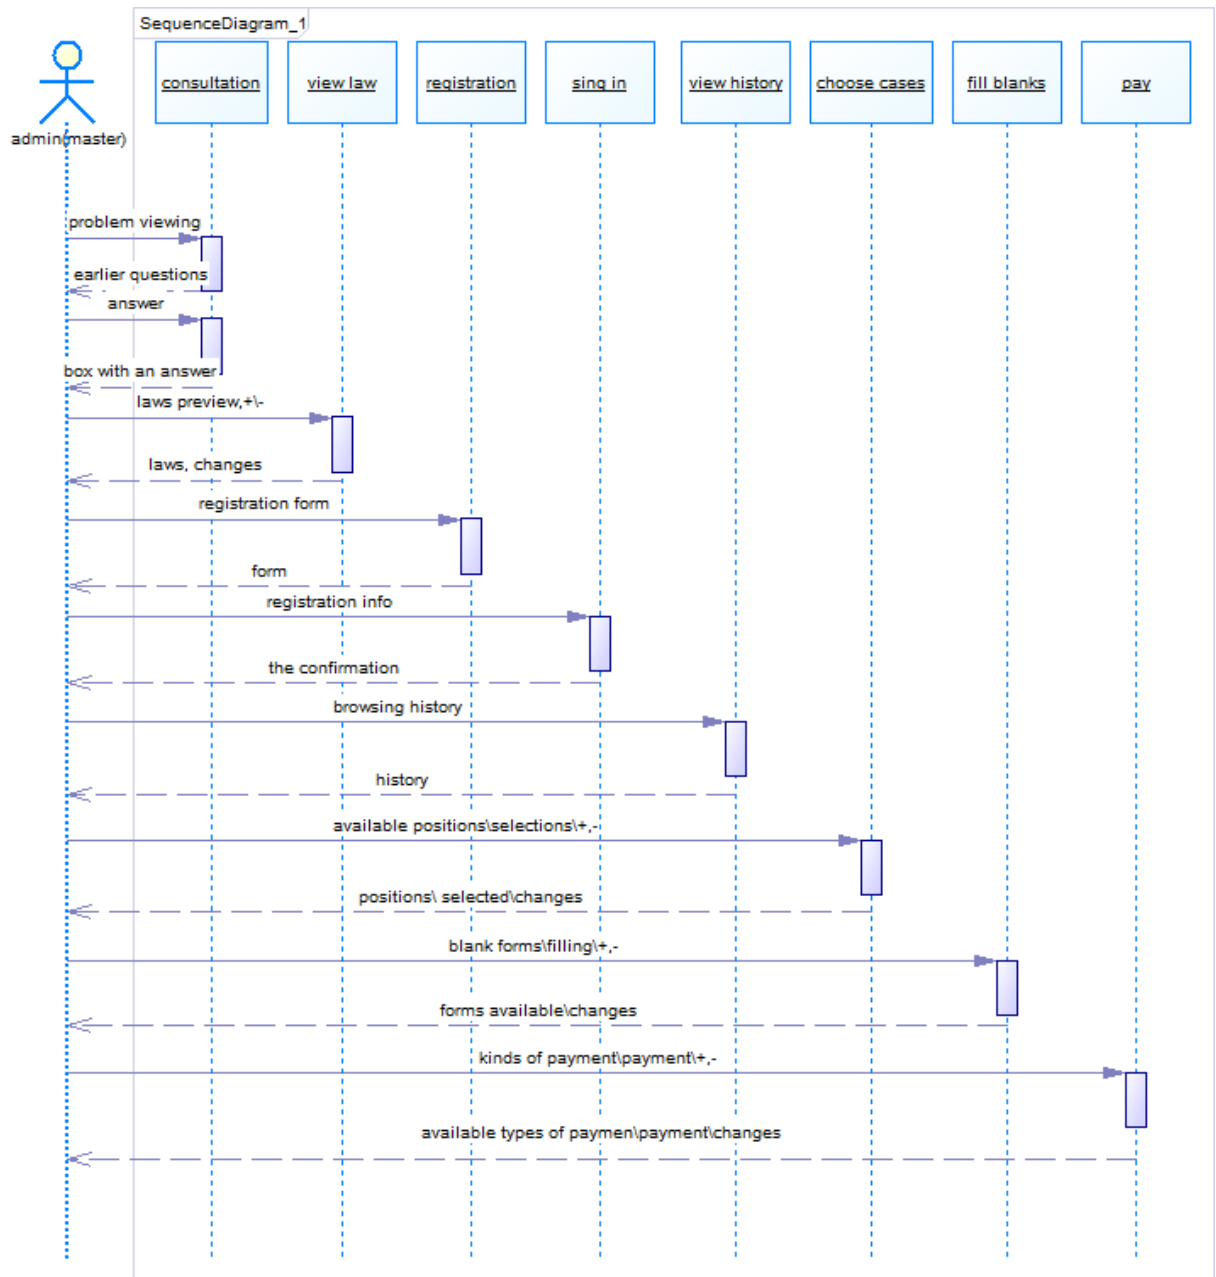 SequenceDiagram_1
consultation
view law
registration
sing in
view history
choose cases
fill blanks
pay
admin(master)
problem viewing
earlier questions
answer
box with an answer
laws preview,+\-
laws, changes
registration form
form
registration info
the confirmation
browsing history
history
available positions\selections\+,-
positions\ selected\changes
blank forms\filling\+,-
forms available\changes
kinds of payment\payment\+,-
available types of paymen\payment\changes